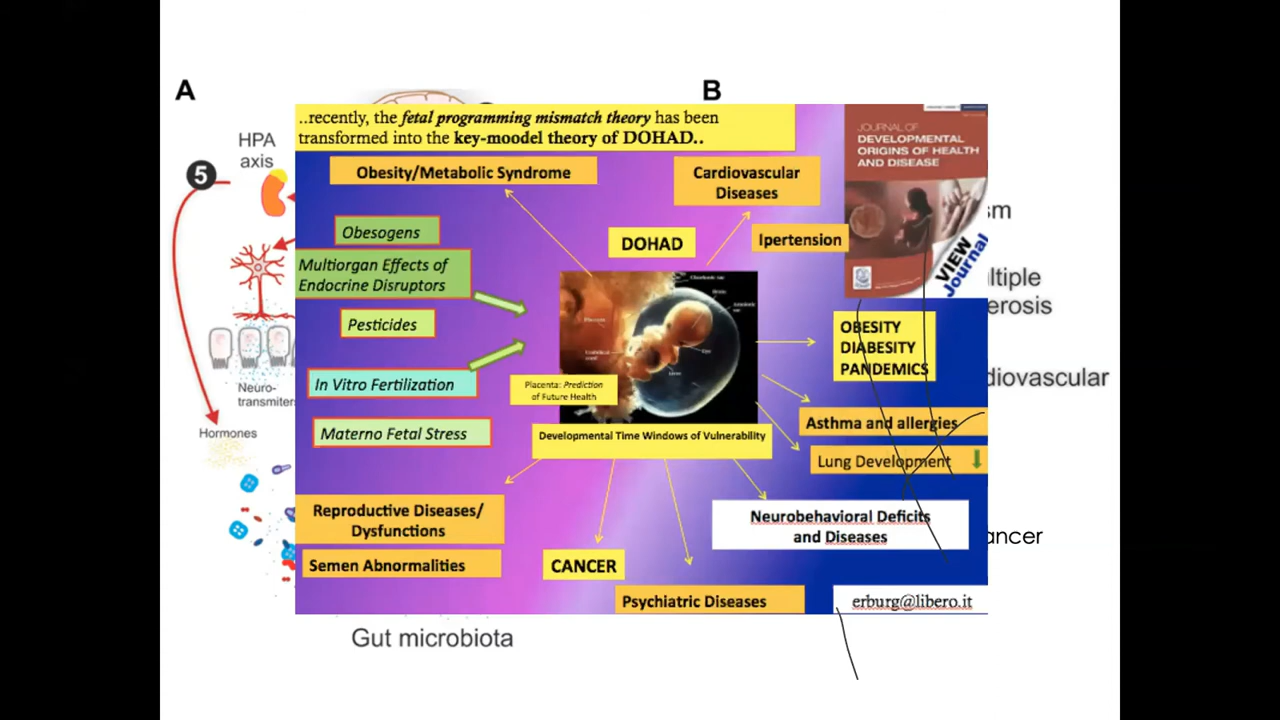 A
B
..recently, the fetal programming mismatch theory has been
transformed into the key-moodel theory of DOHAD..
JOURNAL OF
DEVELOPMENTAL
ORIGINS OF HEALTH
AND DISEASE
VIEW
Journal
HPA
axis
5
Obesity/Metabolic Syndrome
Cardiovascular
Diseases
Obesogens
DOHAD
Ipertension
Multiorgan Effects of
Endocrine Disruptors
Pesticides
OBESITY
DIABESITY
PANDEMICS
In Vitro Fertilization
Placenta: Prediction
of Future Health
Neuro-
transmiters
Materno Fetal Stress
Developmental Time Windows of Vulnerability
Asthma and allergies
Lung Development
Hormones
Reproductive Diseases/
Dysfunctions
Neurobehavioral Deficits
and Diseases
Semen Abnormalities
CANCER
Psychiatric Diseases
erburg@libero.it
sm
ltiple
erosis
diovascular
ancer
Gut microbiota